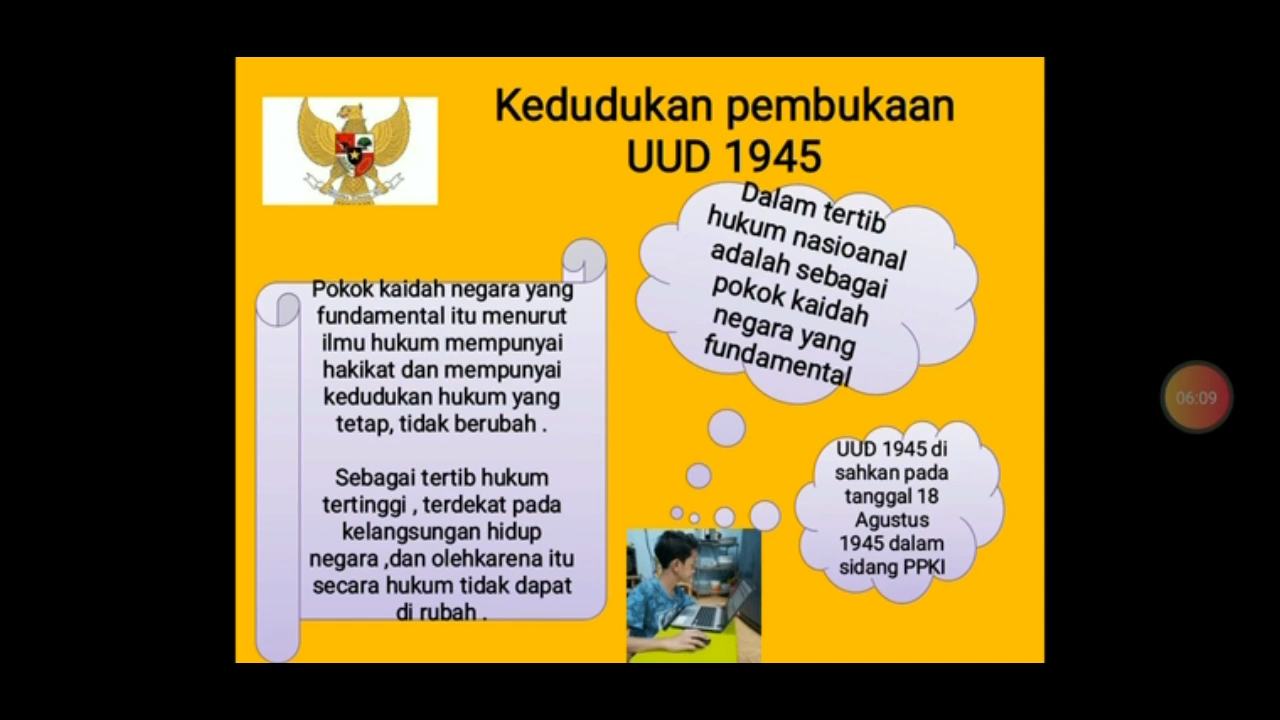 Kedudukan pembukaan
UUD 1945
Dalam tertib
hukum nasioanal
adalah sebagai
pokok kaidah
negara yang
fundamental
Pokok kaidah negara yang
fundamental itu menurut
ilmu hukum mempunyai
hakikat dan mempunyai
kedudukan hukum yang
tetap, tidak berubah .
Sebagai tertib hukum
tertinggi , terdekat pada
kelangsungan hidup
negara ,dan olehkarena itu
secara hukum tidak dapat
di rubah .
UUD 1945 di
sahkan pada
tanggal 18
Agustus
1945 dalam
sidang PPKI
06:09